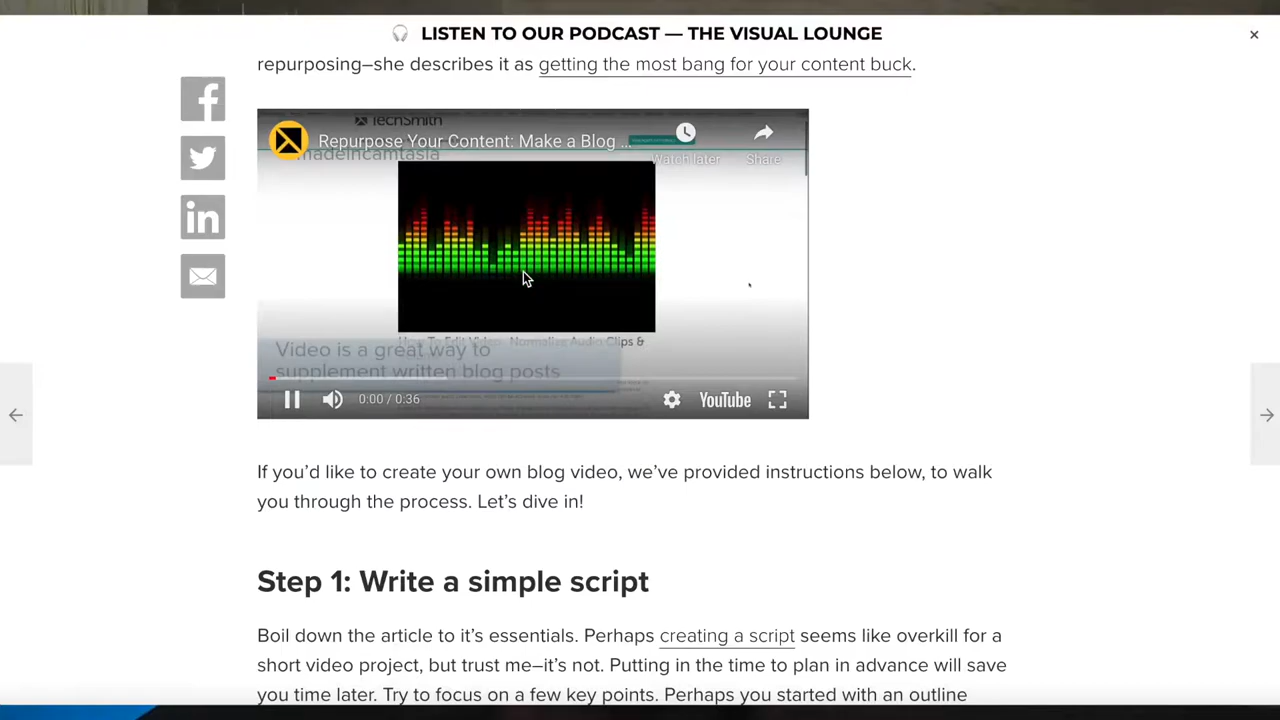 LISTEN TO OUR PODCAST — THE VISUAL LOUNGE
repurposing–she describes it as getting the most bang for your content buck.
TechSmith
Repurpose Your Content: Make a Blog ...
madeincamtasia
Watch later
Share
Video is a great way to
supplement written blog posts
0:00 / 0:36
YouTube
If you’d like to create your own blog video, we’ve provided instructions below, to walk
you through the process. Let’s dive in!
Step 1: Write a simple script
Boil down the article to it’s essentials. Perhaps creating a script seems like overkill for a
short video project, but trust me–it’s not. Putting in the time to plan in advance will save
you time later. Try to focus on a few key points. Perhaps you started with an outline